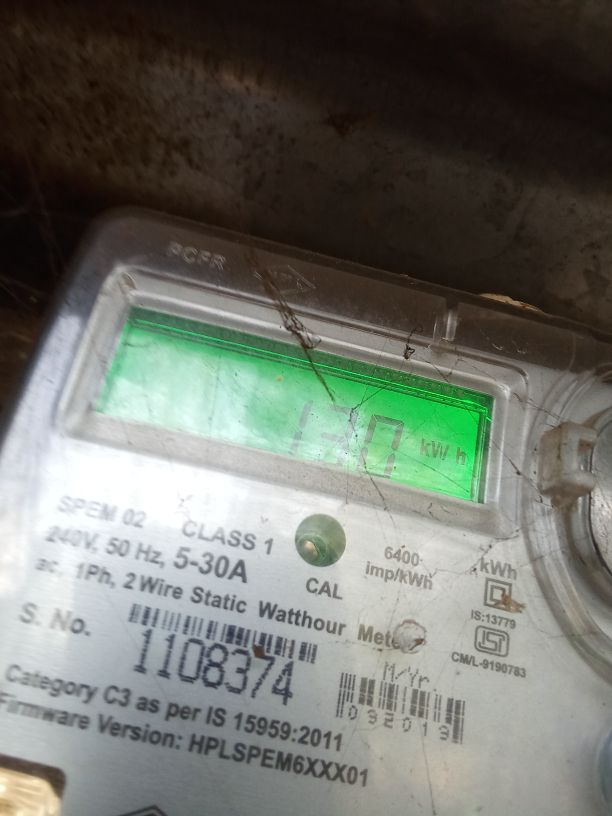 PCPR
130 kW h
SPEM 02 CLASS 1
240V, 50 Hz, 5-30A
ac, 1Ph, 2 Wire Static Watthour Meter
CAL
6400
imp/kWh
kWh
IS:13779
CM/L-9190783
S. No.
1108374
M/Yr.
Category C3 as per IS 15959:2011
Firmware Version: HPLSPEM6XXX01